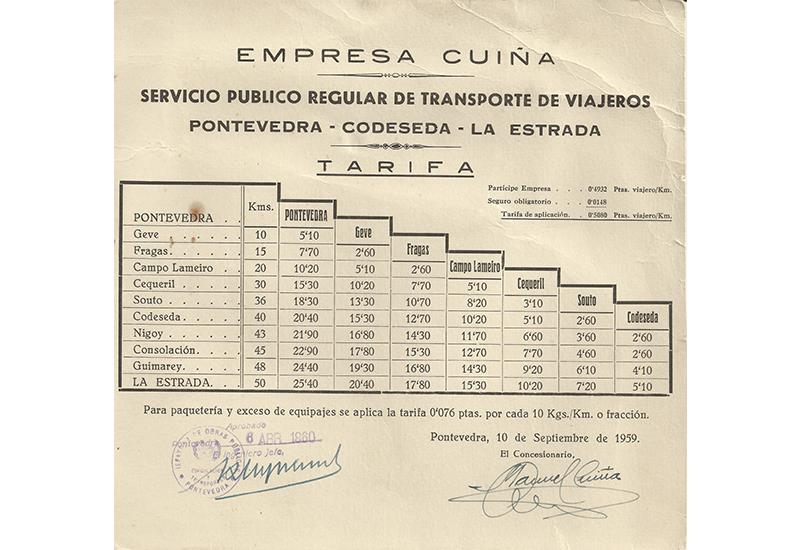 EMPRESA CUIÑA
SERVICIO PUBLICO REGULAR DE TRANSPORTE DE VIAJEROS
PONTEVEDRA - CODESEDA - LA ESTRADA
TARIFA
Partícipe Empresa . . . 0'4932 Ptas. viajero/Km.
Seguro obligatorio . . . 0'0148
Tarifa de aplicación. . . 0'5080 Ptas. viajero/Km.
PONTEVEDRA . . Kms. PONTEVEDRA Geve Fragas Campo Lameiro Cequeril Souto Codeseda
Geve . . . . . . 10 5'10
Fragas. . . . . . 15 7'70 2'60
Campo Lameiro . . 20 10'20 5'10 2'60
Cequeril . . . . . 30 15'30 10'20 7'70 5'10
Souto . . . . . . 36 18'30 13'30 10'70 8'20 3'10
Codeseda. . . . . 40 20'40 15'30 12'70 10'20 5'10 2'60
Nigoy . . . . . . 43 21'90 16'80 14'30 11'70 6'60 3'60 2'60
Consolación. . . . 45 22'90 17'80 15'30 12'70 7'70 4'60 2'60
Guimarey. . . . . 48 24'40 19'30 16'80 14'30 9'20 6'10 4'10
LA ESTRADA. . . 50 25'40 20'40 17'80 15'30 10'20 7'20 5'10
Para paquetería y exceso de equipajes se aplica la tarifa 0'076 ptas. por cada 10 Kgs./Km. o fracción.
Aprobado
Pontevedra 6 ABR 1960
El Ingeniero Jefe,
JEFATURA DE OBRAS PUBLICAS
PONTEVEDRA
Pontevedra, 10 de Septiembre de 1959.
El Concesionario,
Manuel Cuiña